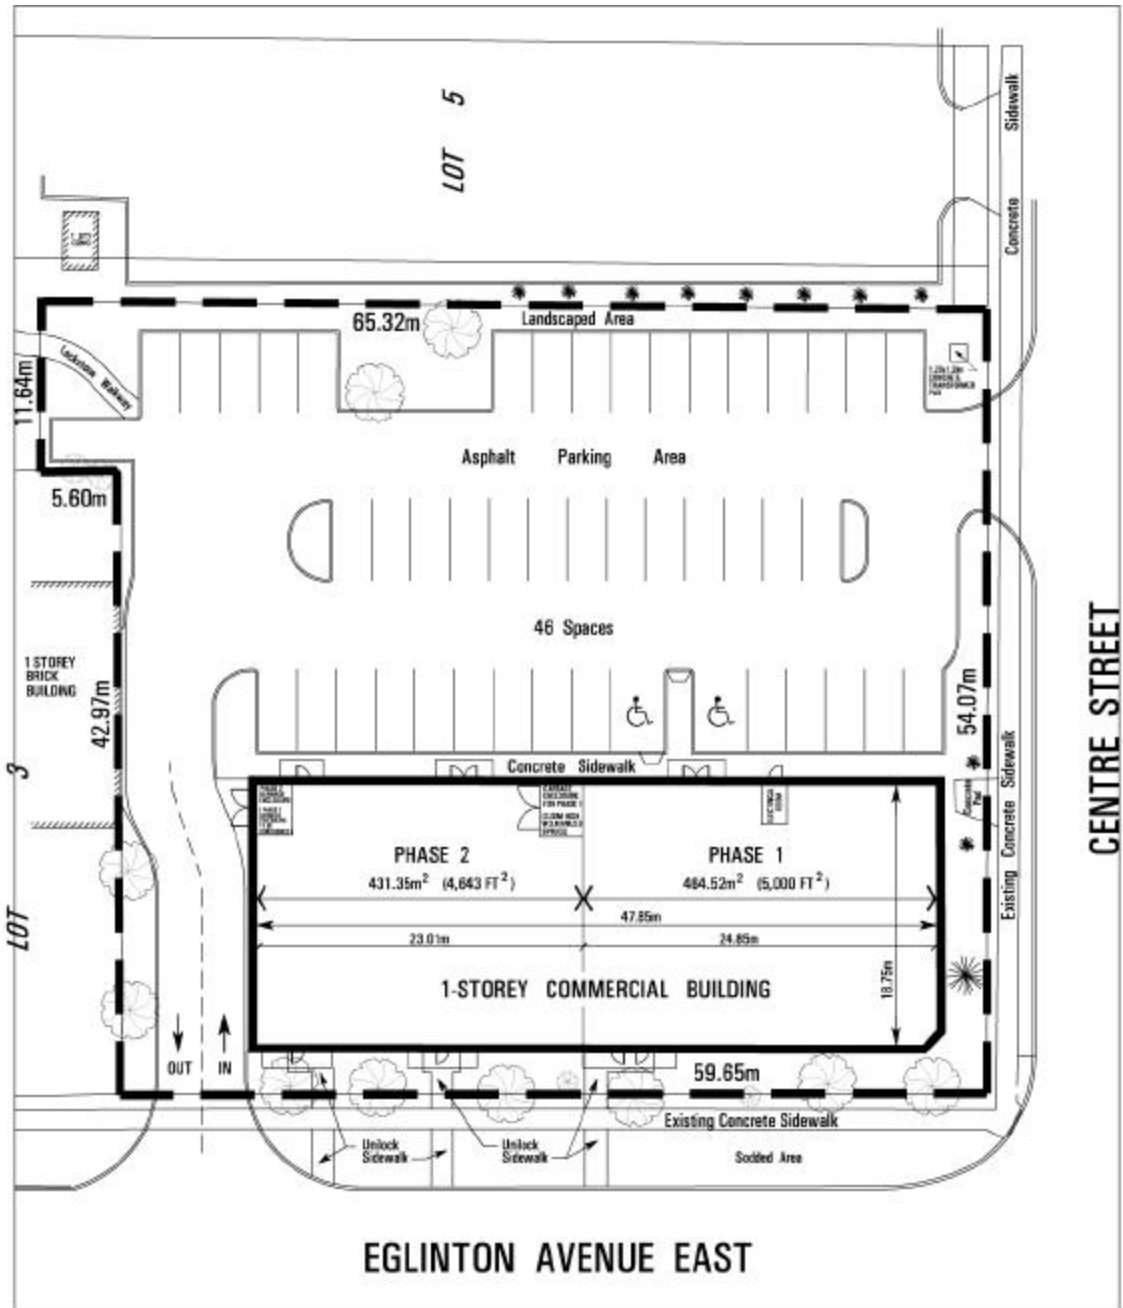 LOT 5
Concrete Sidewalk
65.32m
Landscaped Area
Lockstone Walkway
11.64m
Asphalt Parking Area
5.60m
46 Spaces
1 STOREY
BRICK
BUILDING
42.97m
54.07m
CENTRE STREET
LOT 3
Concrete Sidewalk
Concrete
Pad
Existing Concrete Sidewalk
PHASE 2
431.35m² (4,643 FT²)
PHASE 1
464.52m² (5,000 FT²)
47.85m
23.01m
24.85m
18.75m
1-STOREY COMMERCIAL BUILDING
OUT
IN
59.65m
Existing Concrete Sidewalk
Unilock
Sidewalk
Unilock
Sidewalk
Sodded Area
EGLINTON AVENUE EAST